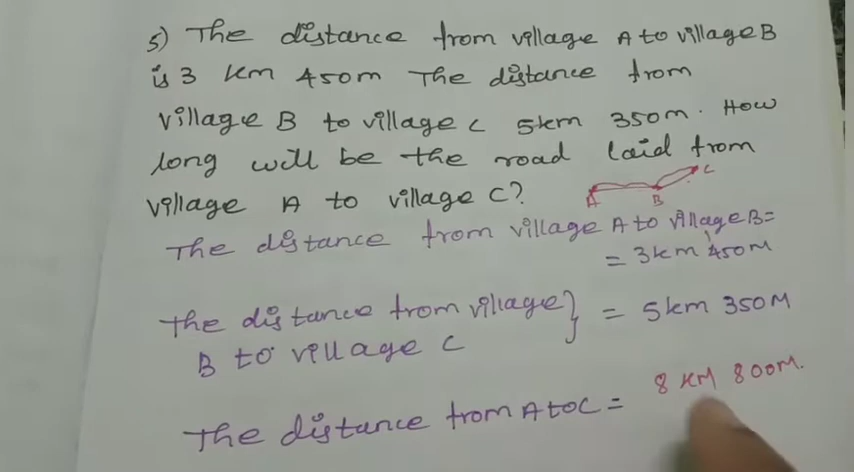 5) The distance from village A to village B
is 3 km 450m The distance from
village B to village C 5km 350m. How
long will be the road laid from
village A to village C?
A B C
The distance from village A to village B =
= 3km 450M
The distance from village } = 5km 350M
B to village C
The distance from A to C = 8 KM 800M.